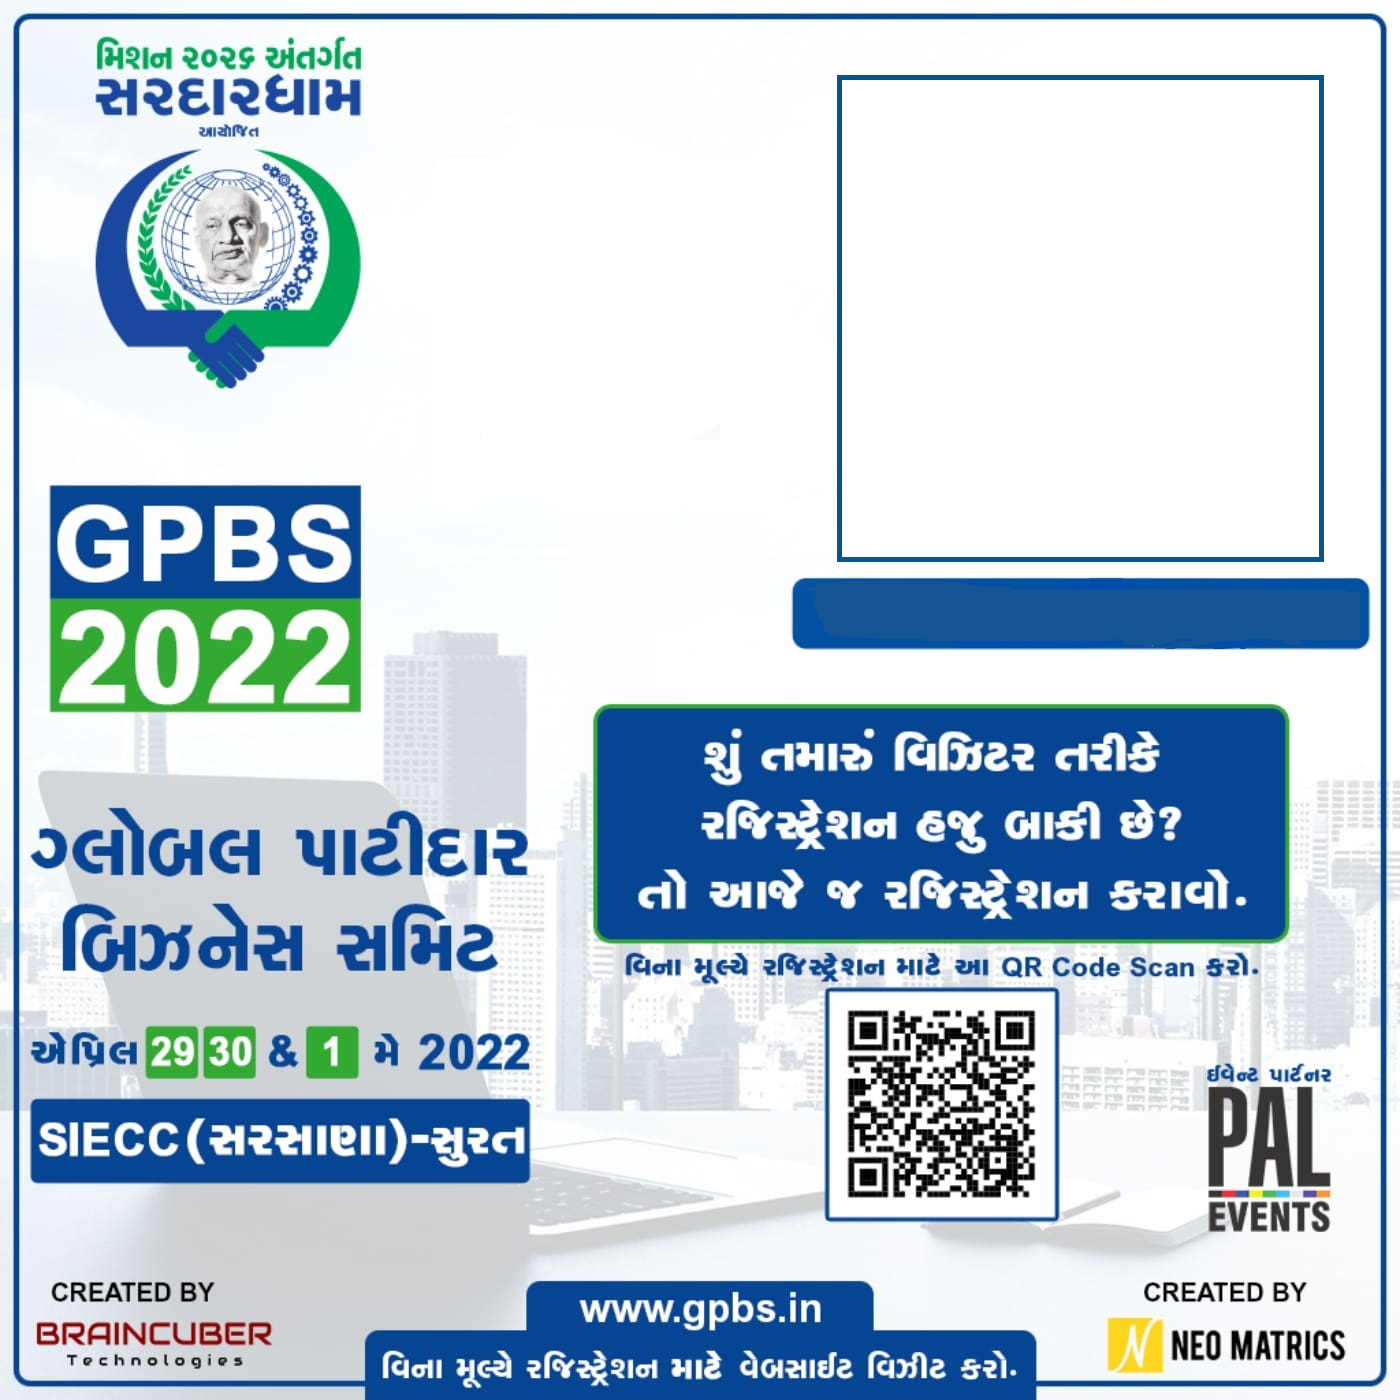 મિશન ૨૦૨૬ અંતર્ગત
સરદારધામ
આયોજિત
GPBS
2022
ગ્લોબલ પાટીદાર
બિઝનેસ સમિટ
એપ્રિલ 29 30 & 1 મે 2022
SIECC (સરસાણા)-સુરત
શું તમારું વિઝિટર તરીકે
રજિસ્ટ્રેશન હજુ બાકી છે?
તો આજે જ રજિસ્ટ્રેશન કરાવો.
વિના મૂલ્યે રજિસ્ટ્રેશન માટે આ QR Code Scan કરો.
ઈવેન્ટ પાર્ટનર
PAL
EVENTS
CREATED BY
BRAINCUBER
Technologies
www.gpbs.in
વિના મૂલ્યે રજિસ્ટ્રેશન માટે વેબસાઈટ વિઝીટ કરો.
CREATED BY
NEO MATRICS